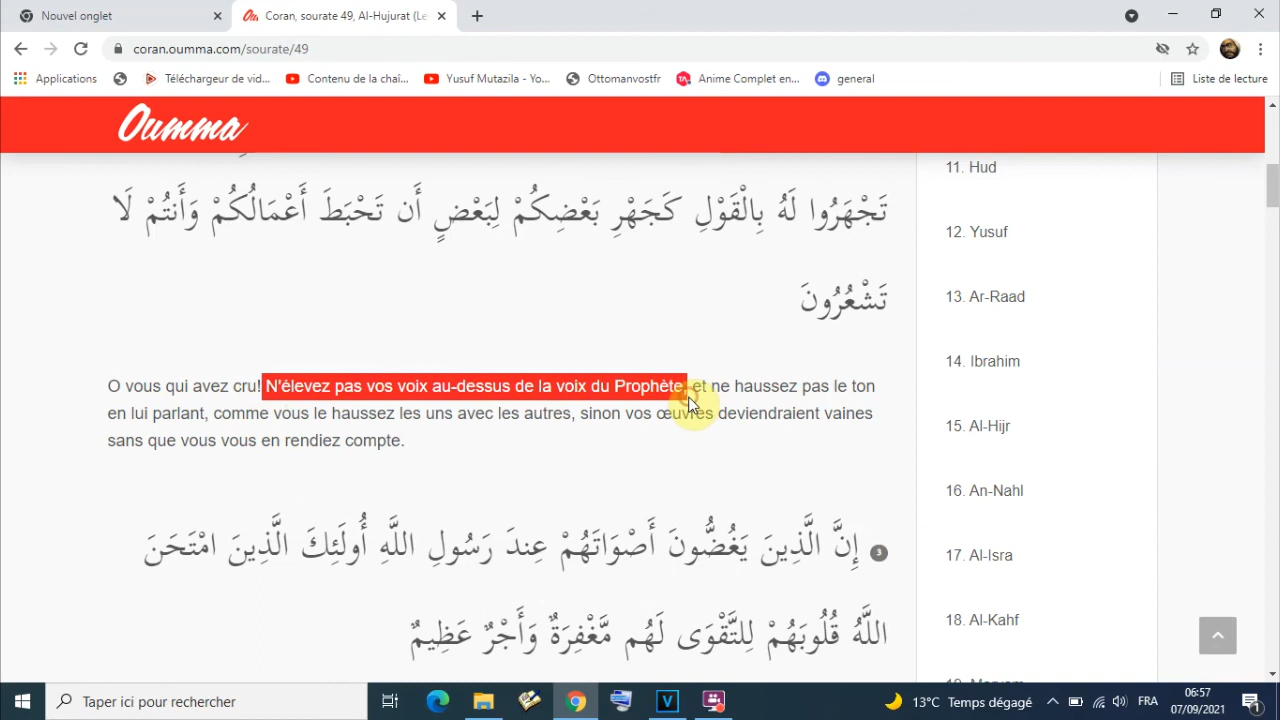 Nouvel onglet
Coran, sourate 49, Al-Hujurat (Le
coran.oumma.com/sourate/49
Applications
Téléchargeur de vid...
Contenu de la chaî...
Yusuf Mutazila - Yo...
Ottomanvostfr
Anime Complet en...
general
Liste de lecture
Oumma
تَجْهَرُوا لَهُ بِالْقَوْلِ كَجَهْرِ بَعْضِكُمْ لِبَعْضٍ أَن تَحْبَطَ أَعْمَالُكُمْ وَأَنتُمْ لَا
تَشْعُرُونَ
O vous qui avez cru! N'élevez pas vos voix au-dessus de la voix du Prophète, et ne haussez pas le ton
en lui parlant, comme vous le haussez les uns avec les autres, sinon vos œuvres deviendraient vaines
sans que vous vous en rendiez compte.
3 إِنَّ الَّذِينَ يَغُضُّونَ أَصْوَاتَهُمْ عِندَ رَسُولِ اللَّهِ أُولَئِكَ الَّذِينَ امْتَحَنَ
اللَّهُ قُلُوبَهُمْ لِلتَّقْوَى لَهُم مَّغْفِرَةٌ وَأَجْرٌ عَظِيمٌ
11. Hud
12. Yusuf
13. Ar-Raad
14. Ibrahim
15. Al-Hijr
16. An-Nahl
17. Al-Isra
18. Al-Kahf
Taper ici pour rechercher
13°C Temps dégagé
FRA
06:57
07/09/2021
1